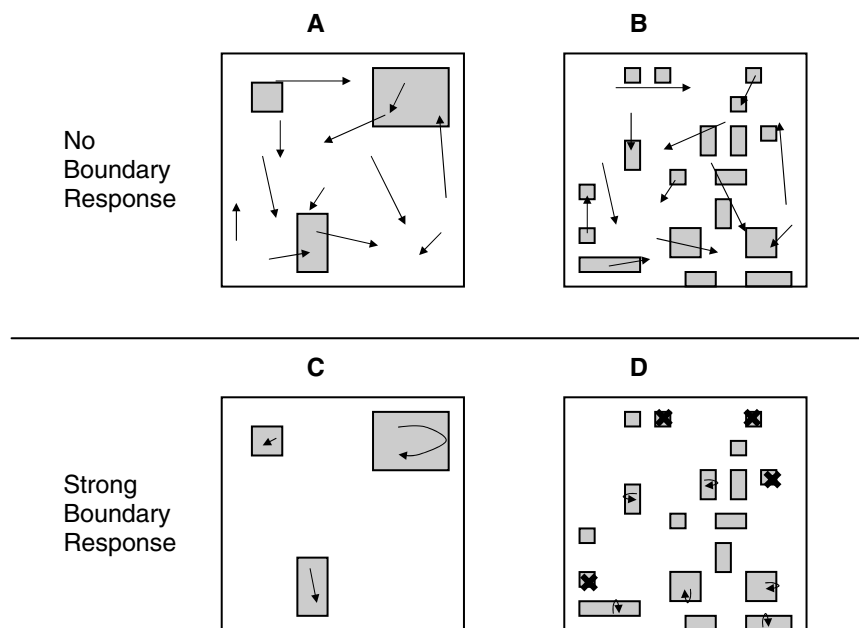 A
B
No
Boundary
Response
C
D
Strong
Boundary
Response